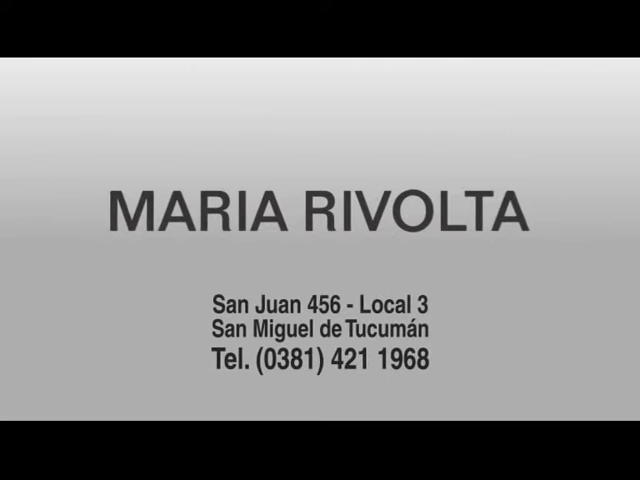 MARIA RIVOLTA
San Juan 456 - Local 3
San Miguel de Tucumán
Tel. (0381) 421 1968